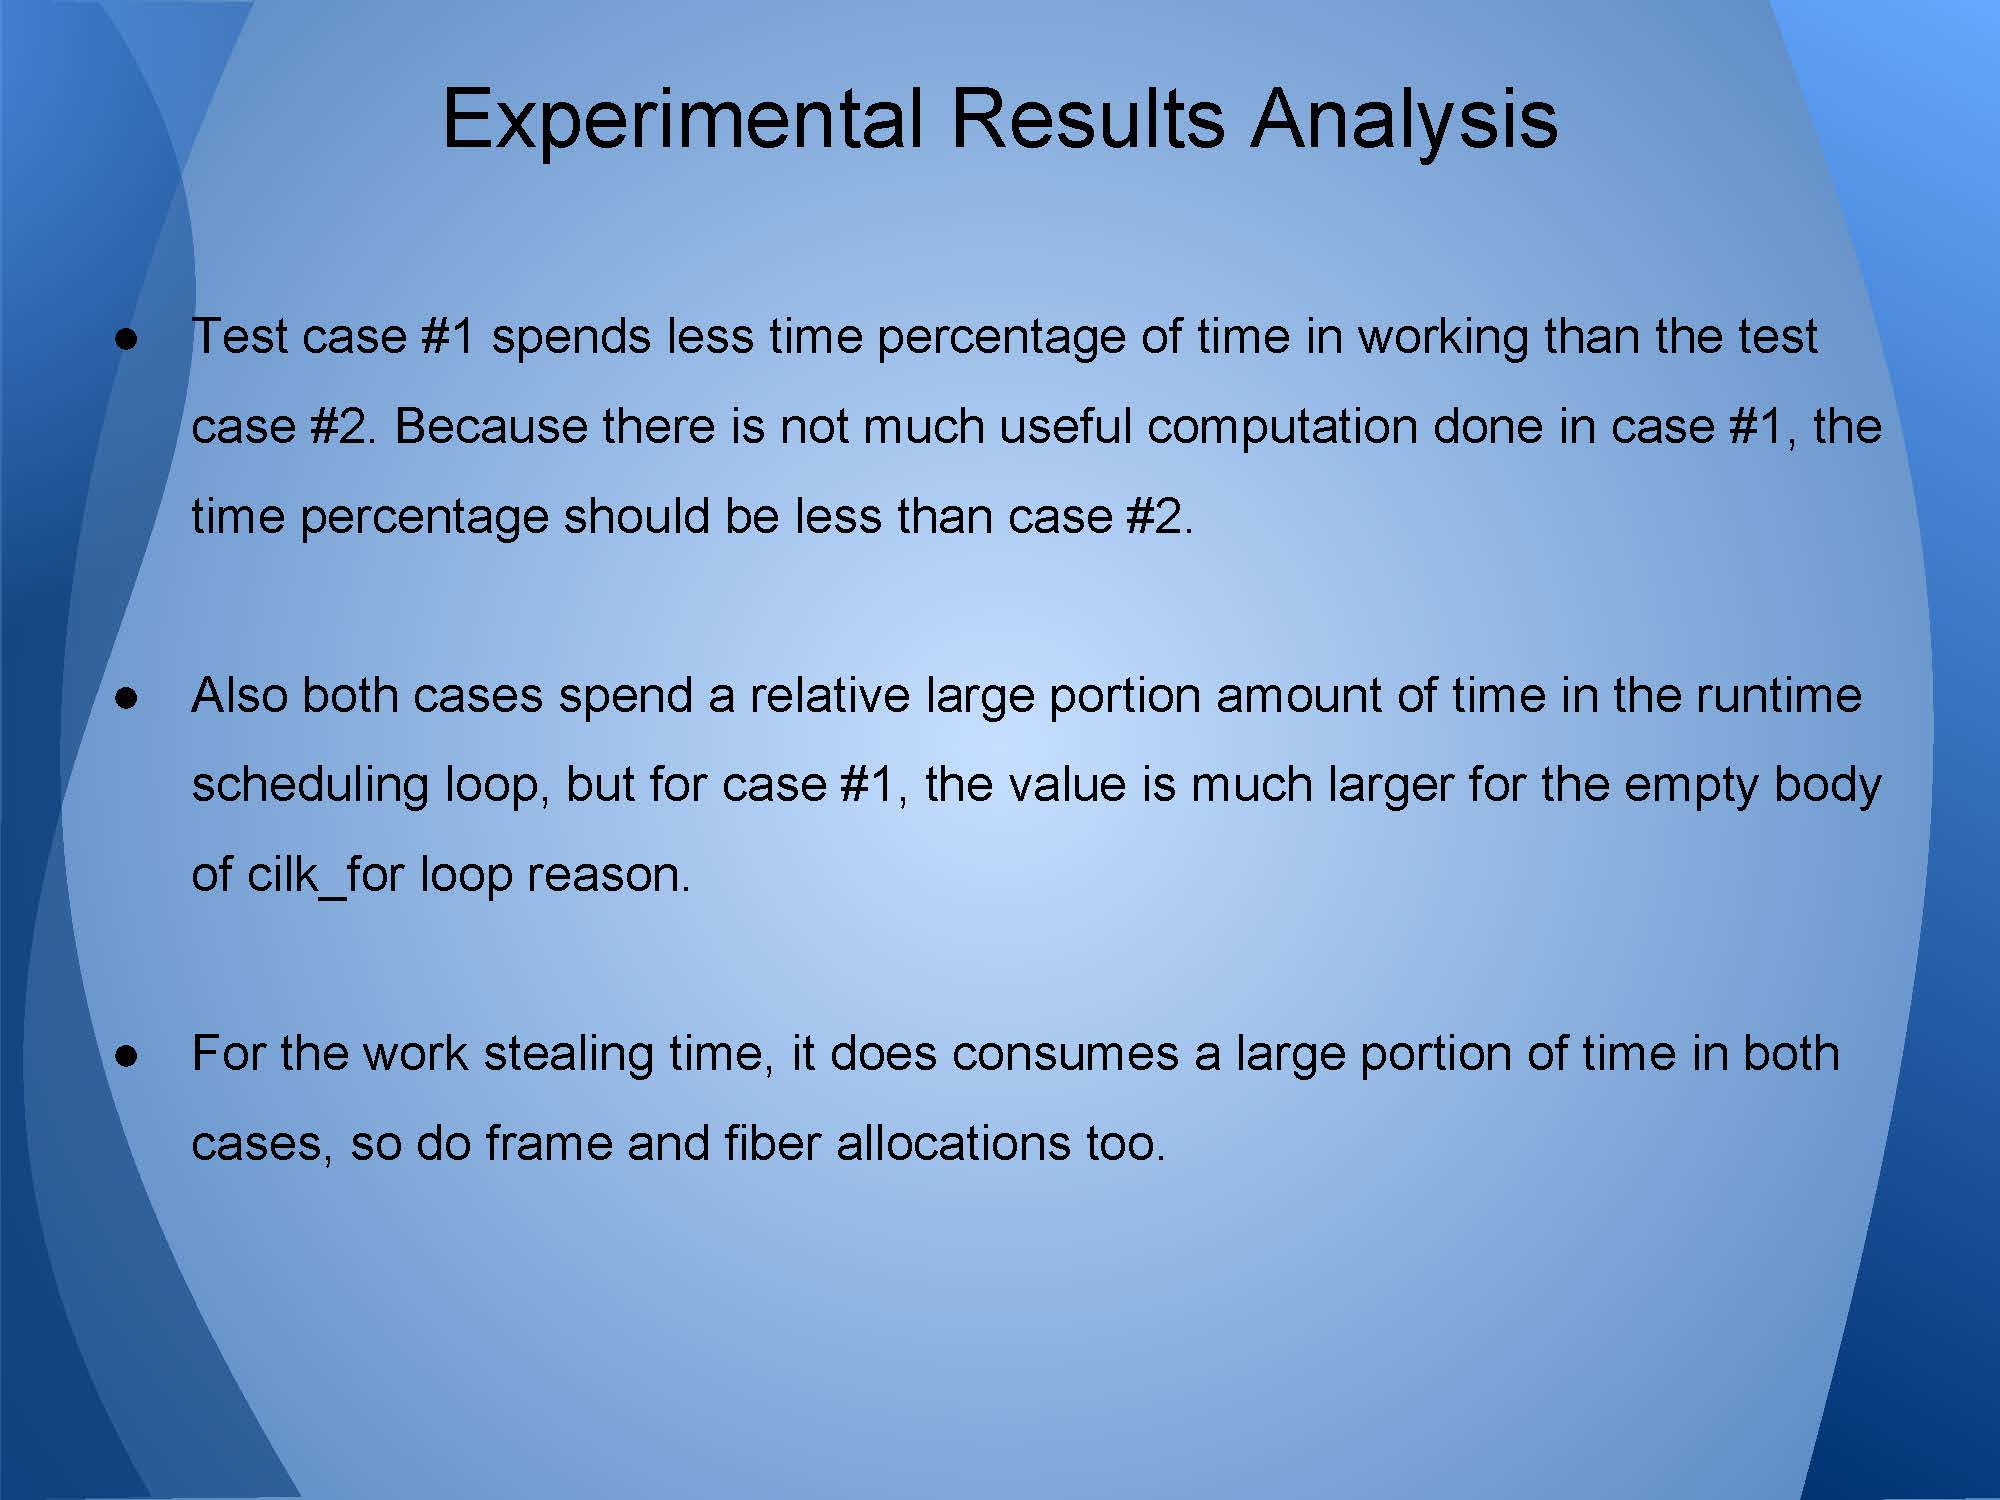 Experimental Results Analysis
● Test case #1 spends less time percentage of time in working than the test
case #2. Because there is not much useful computation done in case #1, the
time percentage should be less than case #2.
● Also both cases spend a relative large portion amount of time in the runtime
scheduling loop, but for case #1, the value is much larger for the empty body
of cilk_for loop reason.
● For the work stealing time, it does consumes a large portion of time in both
cases, so do frame and fiber allocations too.